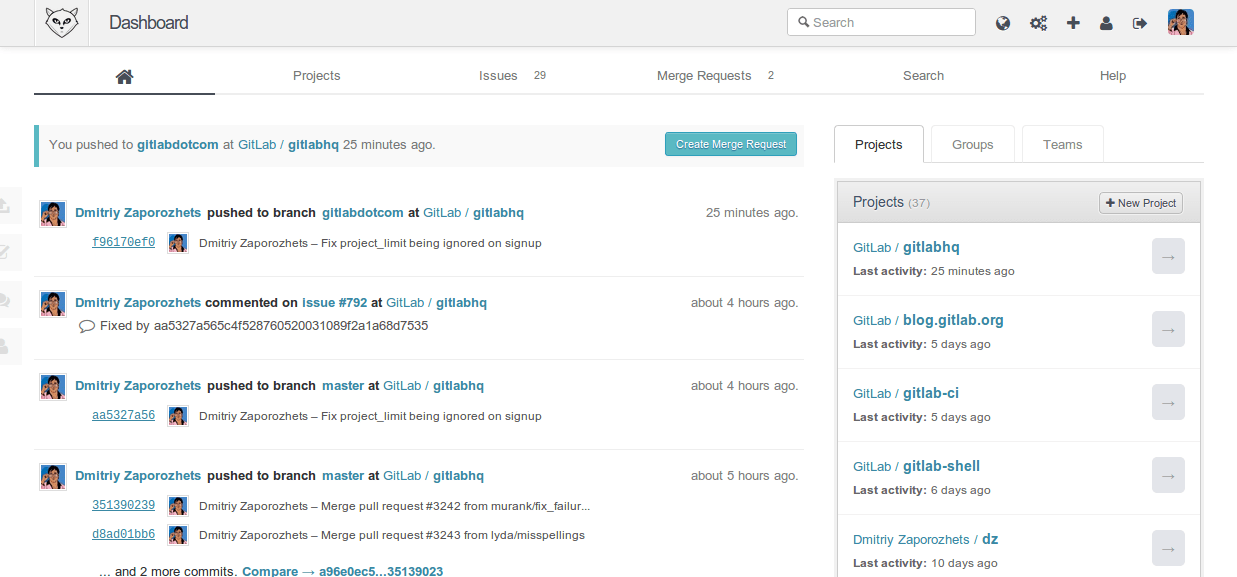 Dashboard
Search
Projects Issues 29 Merge Requests 2 Search Help
You pushed to gitlabdotcom at GitLab / gitlabhq 25 minutes ago. Create Merge Request
Dmitriy Zaporozhets pushed to branch gitlabdotcom at GitLab / gitlabhq 25 minutes ago.
f96170ef0 Dmitriy Zaporozhets – Fix project_limit being ignored on signup
Dmitriy Zaporozhets commented on issue #792 at GitLab / gitlabhq about 4 hours ago.
Fixed by aa5327a565c4f528760520031089f2a1a68d7535
Dmitriy Zaporozhets pushed to branch master at GitLab / gitlabhq about 4 hours ago.
aa5327a56 Dmitriy Zaporozhets – Fix project_limit being ignored on signup
Dmitriy Zaporozhets pushed to branch master at GitLab / gitlabhq about 5 hours ago.
351390239 Dmitriy Zaporozhets – Merge pull request #3242 from murank/fix_failur...
d8ad01bb6 Dmitriy Zaporozhets – Merge pull request #3243 from lyda/misspellings
... and 2 more commits. Compare → a96e0ec5...35139023
Projects Groups Teams
Projects (37) New Project
GitLab / gitlabhq →
Last activity: 25 minutes ago
GitLab / blog.gitlab.org →
Last activity: 5 days ago
GitLab / gitlab-ci →
Last activity: 5 days ago
GitLab / gitlab-shell →
Last activity: 6 days ago
Dmitriy Zaporozhets / dz →
Last activity: 10 days ago